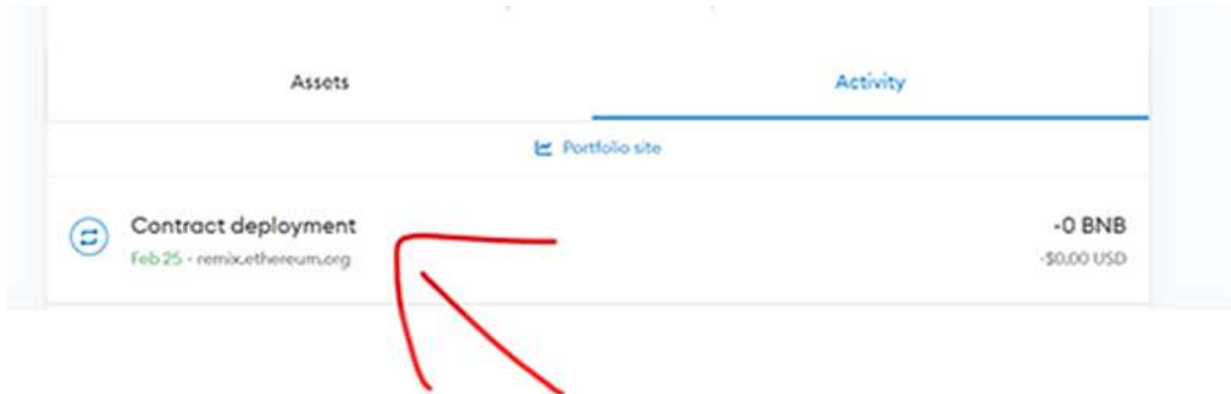 Assets
Activity
Portfolio site
Contract deployment
-0 BNB
Feb 25 - remix.ethereum.org
-$0.00 USD